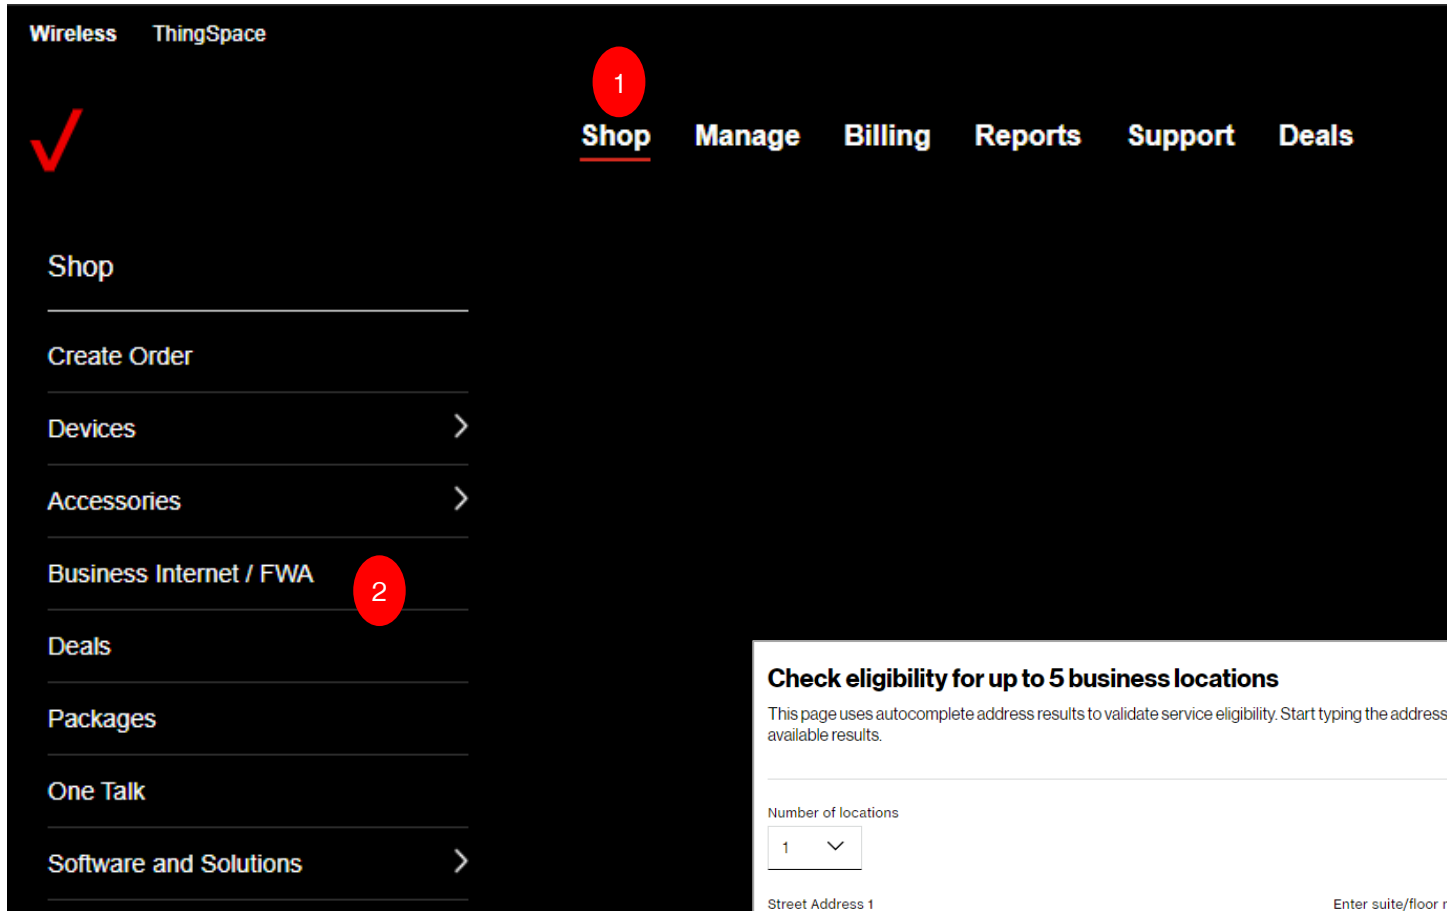 Wireless ThingSpace
1
Shop Manage Billing Reports Support Deals
Shop
Create Order
Devices
Accessories
Business Internet / FWA
2
Deals
Packages
One Talk
Software and Solutions
Check eligibility for up to 5 business locations
This page uses autocomplete address results to validate service eligibility. Start typing the address
available results.
Number of locations
1
Street Address 1
Enter suite/floor